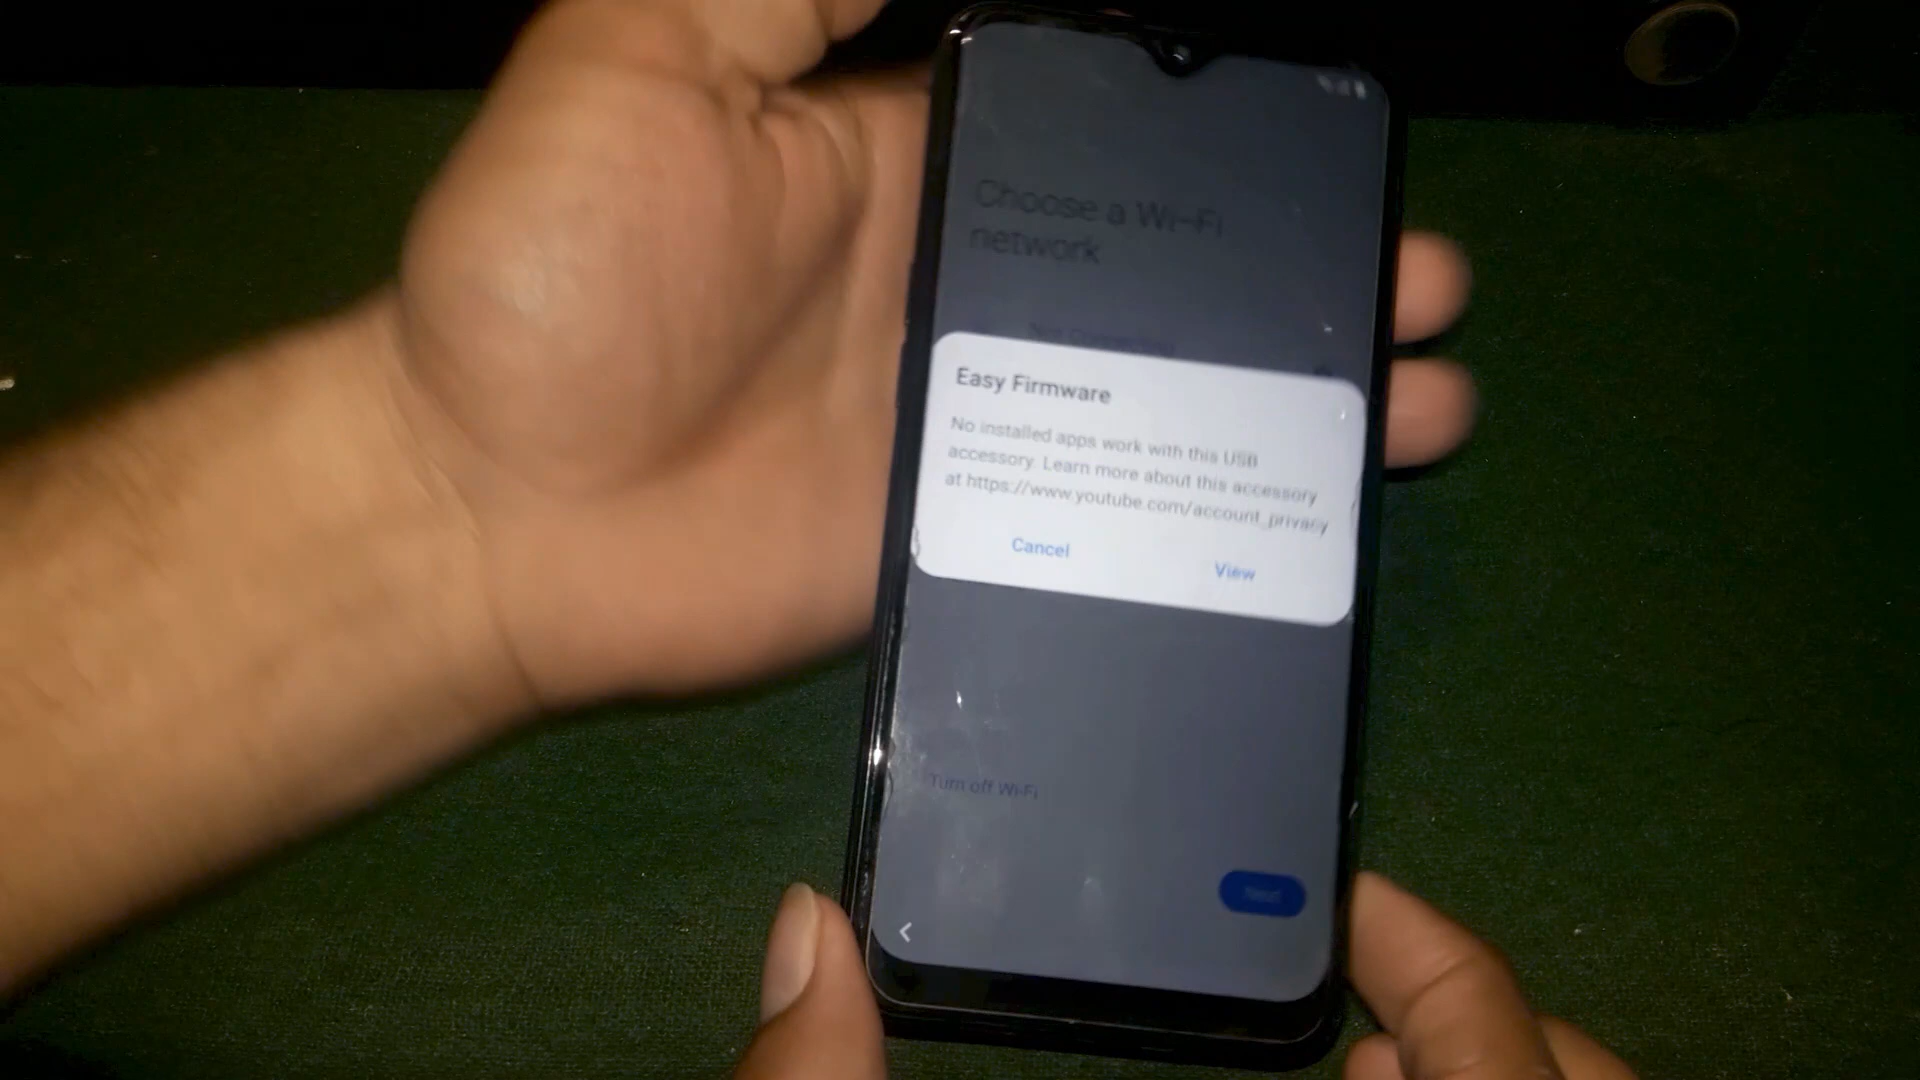 Choose a Wi-Fi
network
Easy Firmware
No installed apps work with this USB
accessory. Learn more about this accessory
at https://www.youtube.com/account_privacy
Cancel
View
Turn off Wi-Fi
Next